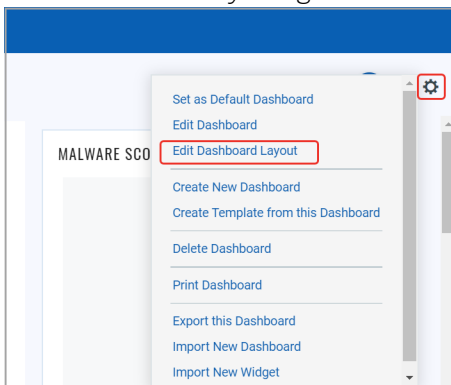 Set as Default Dashboard
Edit Dashboard
MALWARE SCO
Edit Dashboard Layout
Create New Dashboard
Create Template from this Dashboard
Delete Dashboard
Print Dashboard
Export this Dashboard
Import New Dashboard
Import New Widget